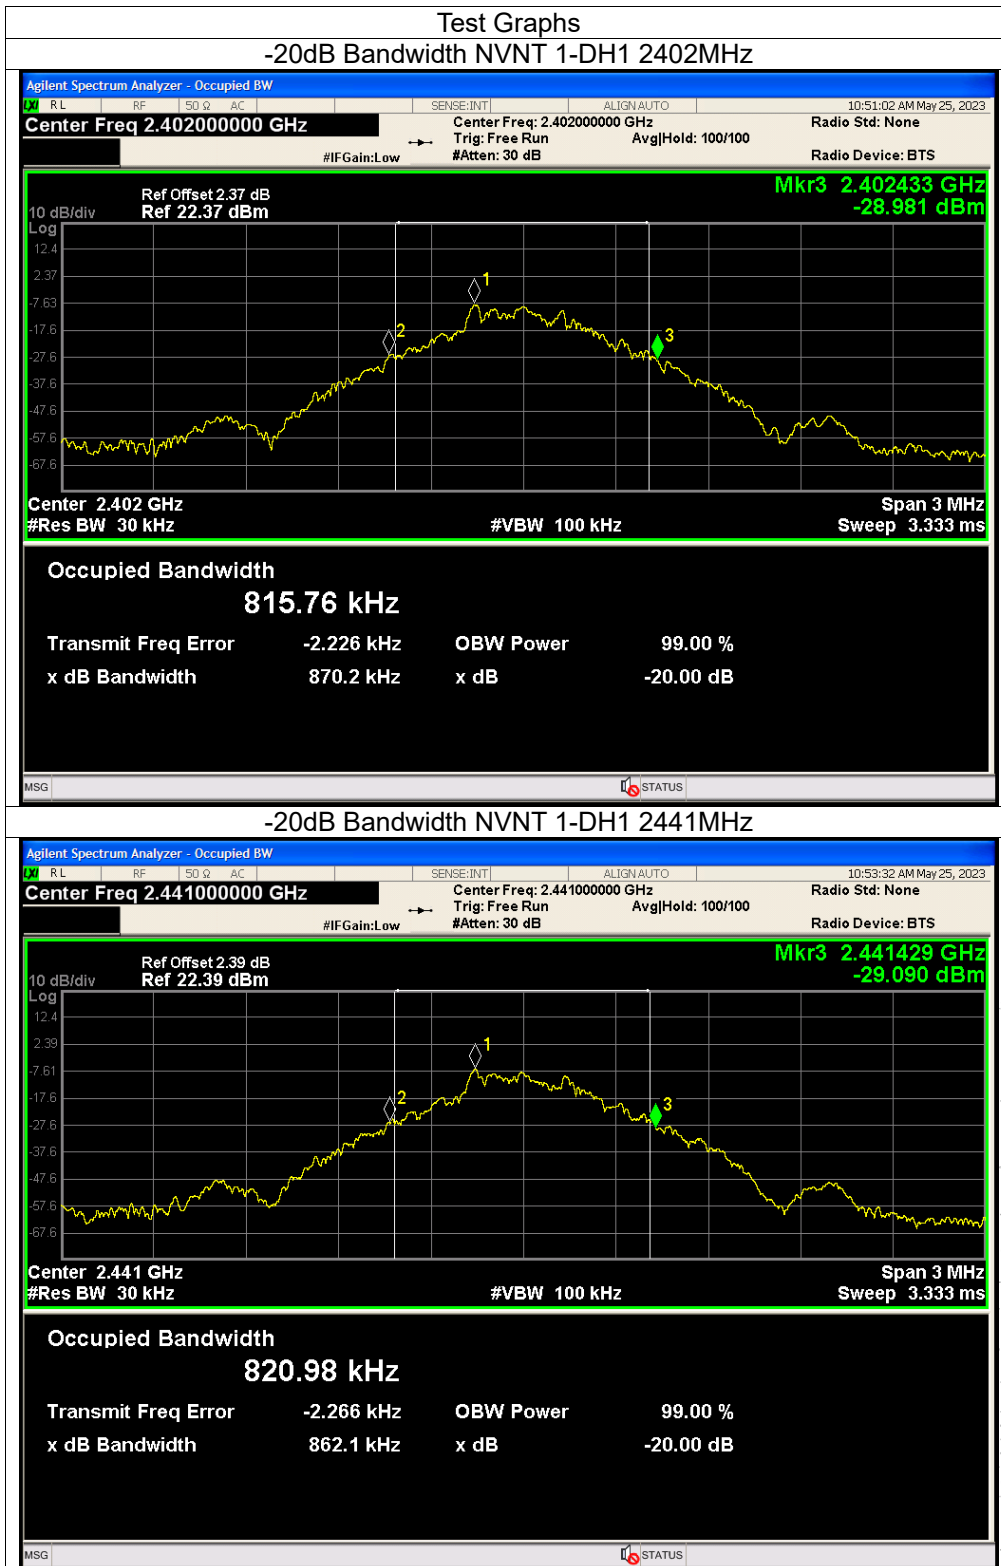 Test Graphs
-20dB Bandwidth NVNT 1-DH1 2402MHz
Agilent Spectrum Analyzer - Occupied BW
LXI RL RF 50 Ω AC SENSE:INT ALIGN AUTO 10:51:02 AM May 25, 2023
Center Freq 2.402000000 GHz Center Freq: 2.402000000 GHz Radio Std: None
Trig: Free Run Avg|Hold: 100/100
#IFGain:Low #Atten: 30 dB Radio Device: BTS
Mkr3 2.402433 GHz
Ref Offset 2.37 dB
10 dB/div Ref 22.37 dBm -28.981 dBm
Log
12.4
2.37
1
-7.63
-17.6
2
3
-27.6
-37.6
-47.6
-57.6
-67.6
Center 2.402 GHz Span 3 MHz
#Res BW 30 kHz #VBW 100 kHz Sweep 3.333 ms
Occupied Bandwidth
815.76 kHz
Transmit Freq Error -2.226 kHz OBW Power 99.00 %
x dB Bandwidth 870.2 kHz x dB -20.00 dB
MSG STATUS
-20dB Bandwidth NVNT 1-DH1 2441MHz
Agilent Spectrum Analyzer - Occupied BW
LXI RL RF 50 Ω AC SENSE:INT ALIGN AUTO 10:53:32 AM May 25, 2023
Center Freq 2.441000000 GHz Center Freq: 2.441000000 GHz Radio Std: None
Trig: Free Run Avg|Hold: 100/100
#IFGain:Low #Atten: 30 dB Radio Device: BTS
Mkr3 2.441429 GHz
Ref Offset 2.39 dB
10 dB/div Ref 22.39 dBm -29.090 dBm
Log
12.4
2.39
1
-7.61
-17.6
2
3
-27.6
-37.6
-47.6
-57.6
-67.6
Center 2.441 GHz Span 3 MHz
#Res BW 30 kHz #VBW 100 kHz Sweep 3.333 ms
Occupied Bandwidth
820.98 kHz
Transmit Freq Error -2.266 kHz OBW Power 99.00 %
x dB Bandwidth 862.1 kHz x dB -20.00 dB
MSG STATUS